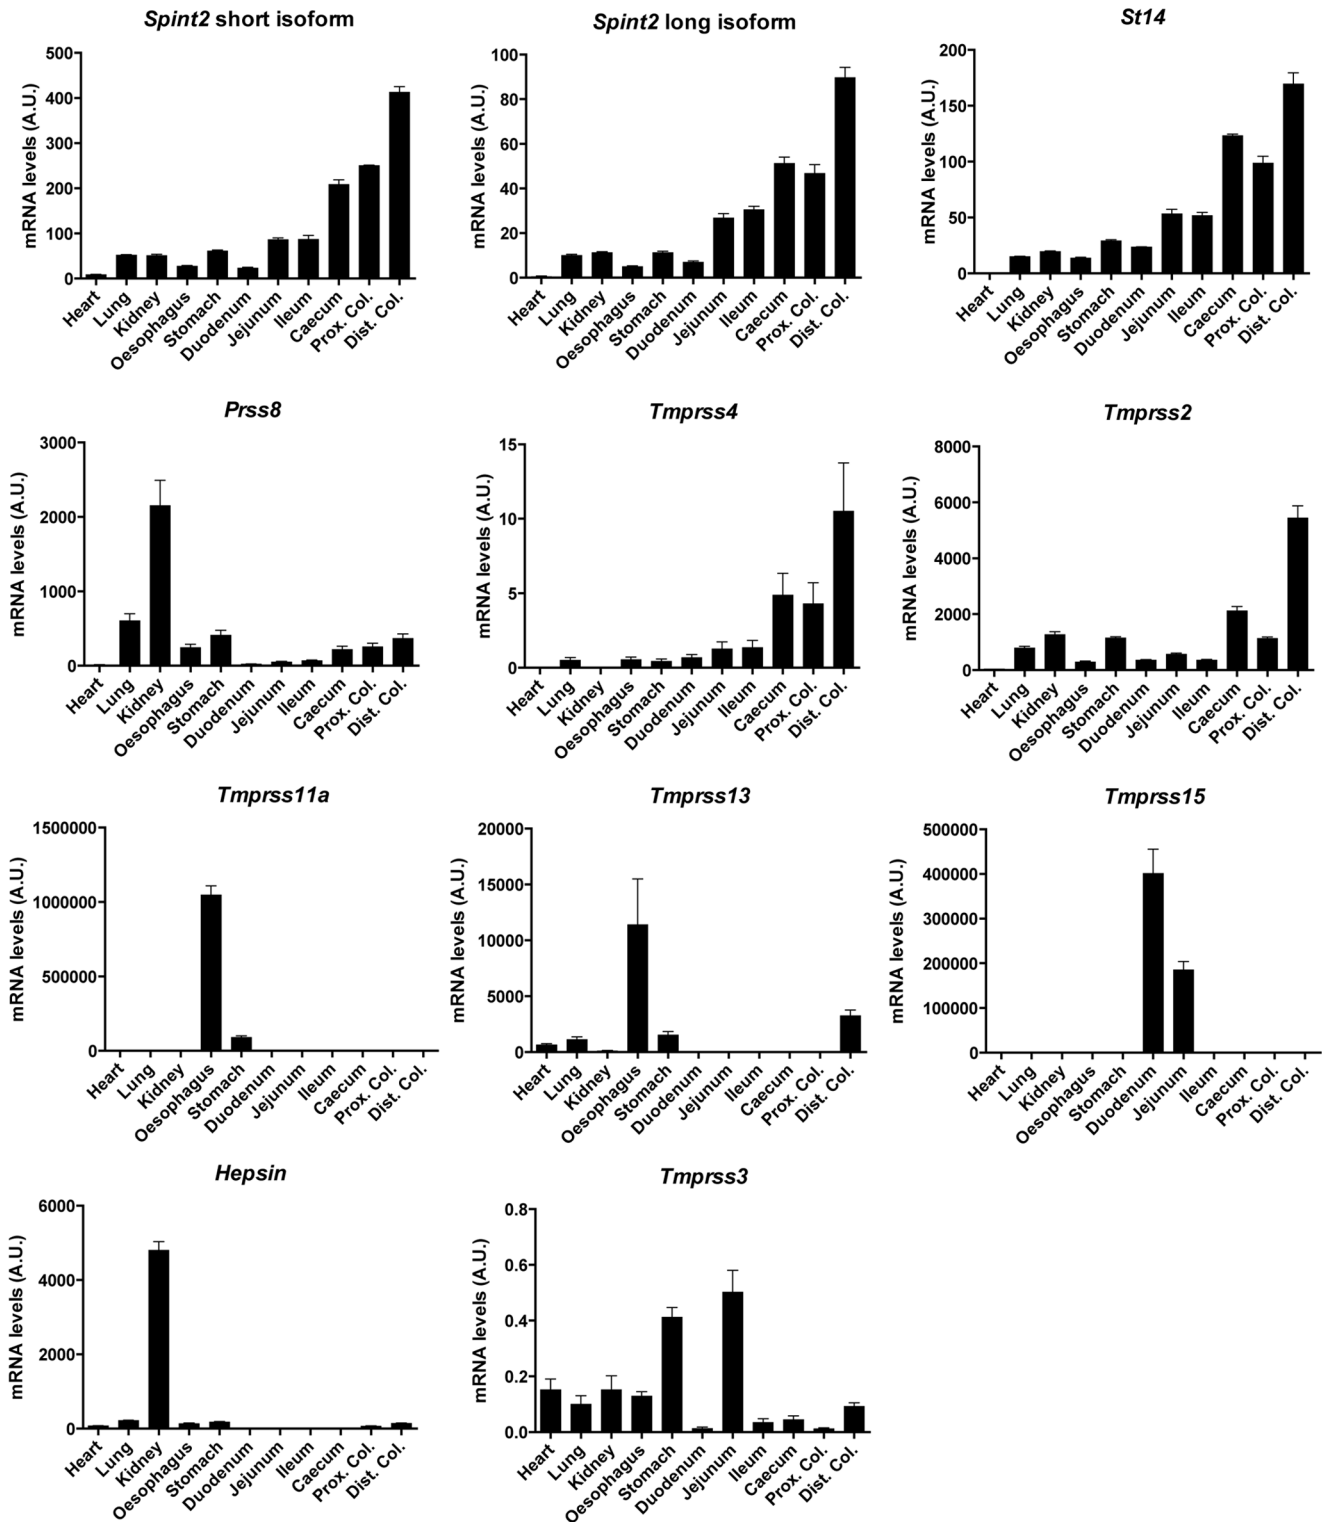 Spint2 short isoform
mRNA levels (A.U.)
500
400
300
200
100
0
Heart
Lung
Kidney
Oesophagus
Stomach
Duodenum
Jejunum
Ileum
Caecum
Prox. Col.
Dist. Col.
Spint2 long isoform
mRNA levels (A.U.)
100
80
60
40
20
0
Heart
Lung
Kidney
Oesophagus
Stomach
Duodenum
Jejunum
Ileum
Caecum
Prox. Col.
Dist. Col.
St14
mRNA levels (A.U.)
200
150
100
50
0
Heart
Lung
Kidney
Oesophagus
Stomach
Duodenum
Jejunum
Ileum
Caecum
Prox. Col.
Dist. Col.
Prss8
mRNA levels (A.U.)
3000
2000
1000
0
Heart
Lung
Kidney
Oesophagus
Stomach
Duodenum
Jejunum
Ileum
Caecum
Prox. Col.
Dist. Col.
Tmprss4
mRNA levels (A.U.)
15
10
5
0
Heart
Lung
Kidney
Oesophagus
Stomach
Duodenum
Jejunum
Ileum
Caecum
Prox. Col.
Dist. Col.
Tmprss2
mRNA levels (A.U.)
8000
6000
4000
2000
0
Heart
Lung
Kidney
Oesophagus
Stomach
Duodenum
Jejunum
Ileum
Caecum
Prox. Col.
Dist. Col.
Tmprss11a
mRNA levels (A.U.)
1500000
1000000
500000
0
Heart
Lung
Kidney
Oesophagus
Stomach
Duodenum
Jejunum
Ileum
Caecum
Prox. Col.
Dist. Col.
Tmprss13
mRNA levels (A.U.)
20000
15000
10000
5000
0
Heart
Lung
Kidney
Oesophagus
Stomach
Duodenum
Jejunum
Ileum
Caecum
Prox. Col.
Dist. Col.
Tmprss15
mRNA levels (A.U.)
500000
400000
300000
200000
100000
0
Heart
Lung
Kidney
Oesophagus
Stomach
Duodenum
Jejunum
Ileum
Caecum
Prox. Col.
Dist. Col.
Hepsin
mRNA levels (A.U.)
6000
4000
2000
0
Heart
Lung
Kidney
Oesophagus
Stomach
Duodenum
Jejunum
Ileum
Caecum
Prox. Col.
Dist. Col.
Tmprss3
mRNA levels (A.U.)
0.8
0.6
0.4
0.2
0.0
Heart
Lung
Kidney
Oesophagus
Stomach
Duodenum
Jejunum
Ileum
Caecum
Prox. Col.
Dist. Col.